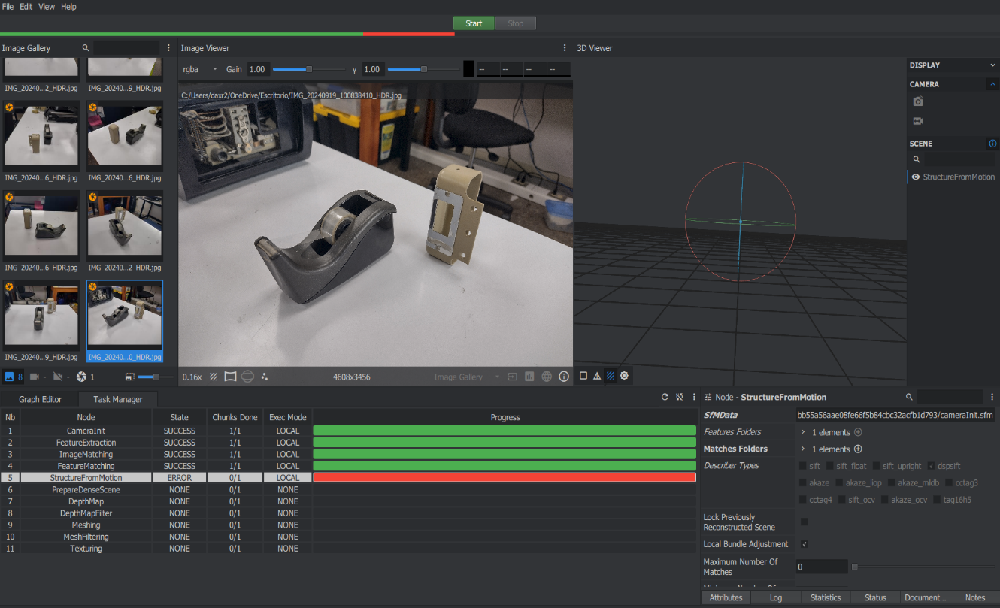 File Edit View Help
Start Stop
Image Gallery
Image Viewer
3D Viewer
rgba Gain 1.00 γ 1.00 -- -- -- --
C:/Users/daxr2/OneDrive/Escritorio/IMG_20240919_100838410_HDR.jpg
IMG_20240...2_HDR.jpg IMG_20240...9_HDR.jpg
IMG_20240...6_HDR.jpg IMG_20240...6_HDR.jpg
IMG_20240...6_HDR.jpg IMG_20240...2_HDR.jpg
IMG_20240...9_HDR.jpg IMG_20240...0_HDR.jpg
8 - - 1
0.16x 4608x3456 Image Gallery -
DISPLAY
CAMERA
SCENE
StructureFromMotion
Graph Editor Task Manager
Nb Node State Chunks Done Exec Mode Progress
1 CameraInit SUCCESS 1/1 LOCAL
2 FeatureExtraction SUCCESS 1/1 LOCAL
3 ImageMatching SUCCESS 1/1 LOCAL
4 FeatureMatching SUCCESS 1/1 LOCAL
5 StructureFromMotion ERROR 0/1 LOCAL
6 PrepareDenseScene NONE 0/1 NONE
7 DepthMap NONE 0/1 NONE
8 DepthMapFilter NONE 0/1 NONE
9 Meshing NONE 0/1 NONE
10 MeshFiltering NONE 0/1 NONE
11 Texturing NONE 0/1 NONE
Node - StructureFromMotion
SfMData bb55a56aae08fe66f5b84cbc32acfb1d793/cameraInit.sfm
Features Folders 1 elements
Matches Folders 1 elements
Describer Types sift sift_float sift_upright dspsift
akaze akaze_liop akaze_mldb cctag3
cctag4 sift_ocv akaze_ocv tag16h5
Lock Previously
Reconstructed Scene
Local Bundle Adjustment
Maximum Number Of
Matches
0
Attributes Log Statistics Status Document... Notes